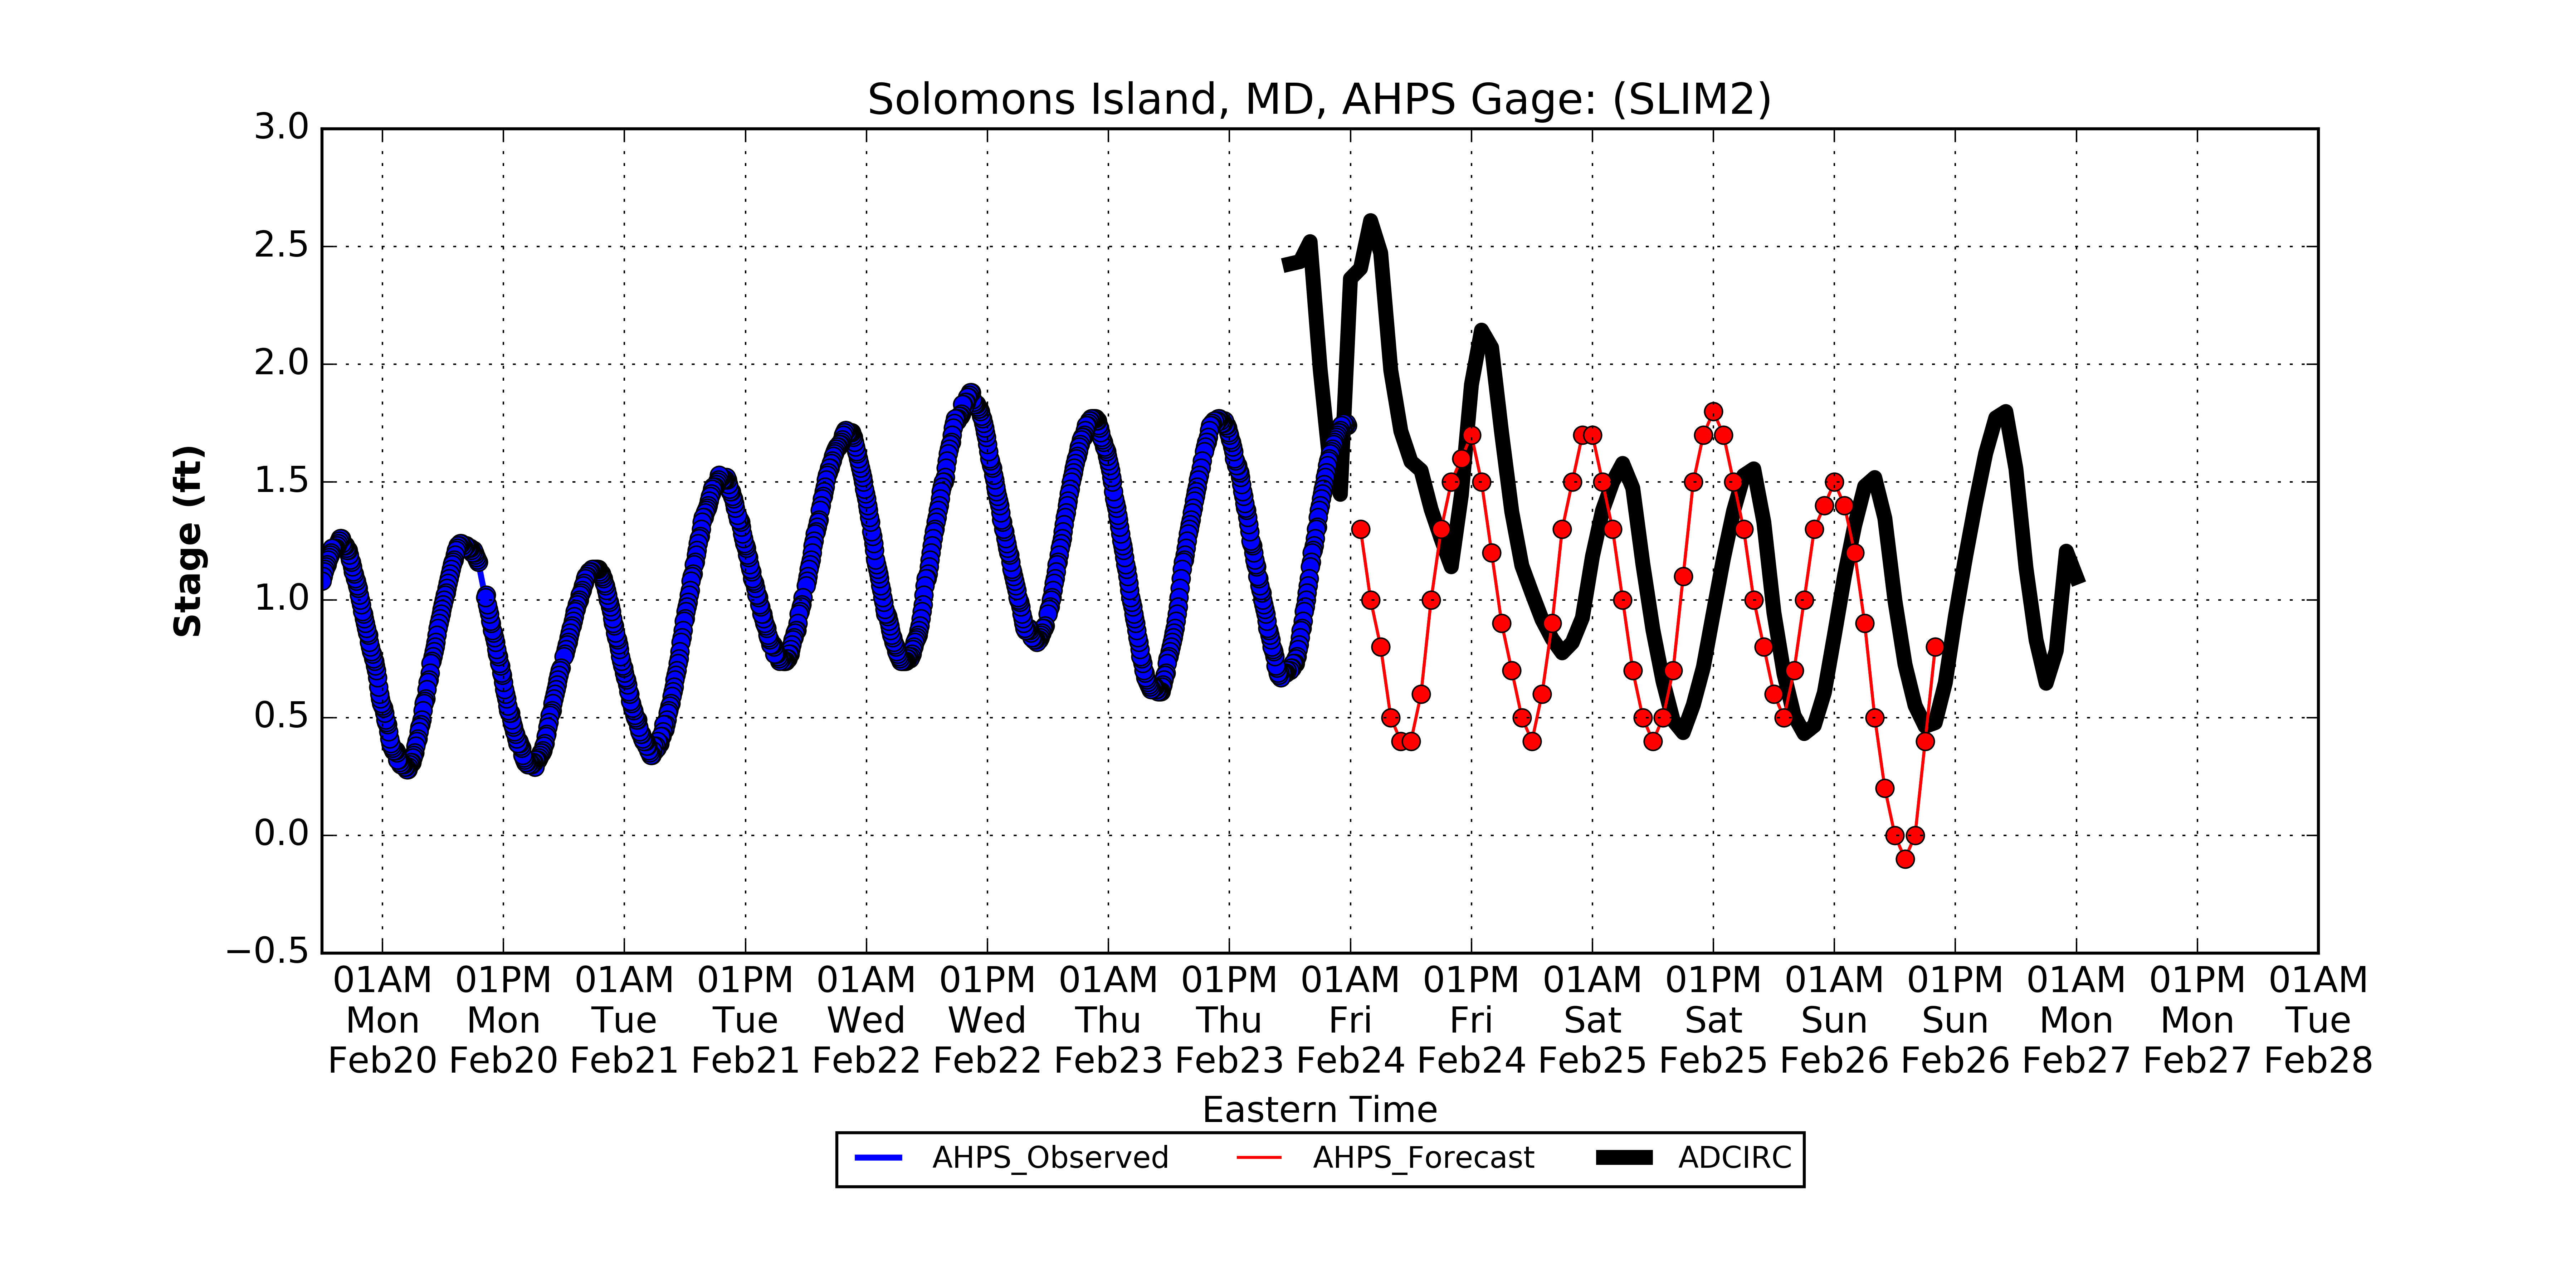 Solomons Island, MD, AHPS Gage: (SLIM2)
3.0
2.5
2.0
1.5
1.0
0.5
0.0
−0.5
Stage (ft)
01AM 01PM 01AM 01PM 01AM 01PM 01AM 01PM 01AM 01PM 01AM 01PM 01AM 01PM 01AM 01PM 01AM
Mon Mon Tue Tue Wed Wed Thu Thu Fri Fri Sat Sat Sun Sun Mon Mon Tue
Feb20 Feb20 Feb21 Feb21 Feb22 Feb22 Feb23 Feb23 Feb24 Feb24 Feb25 Feb25 Feb26 Feb26 Feb27 Feb27 Feb28
Eastern Time
AHPS_Observed AHPS_Forecast ADCIRC